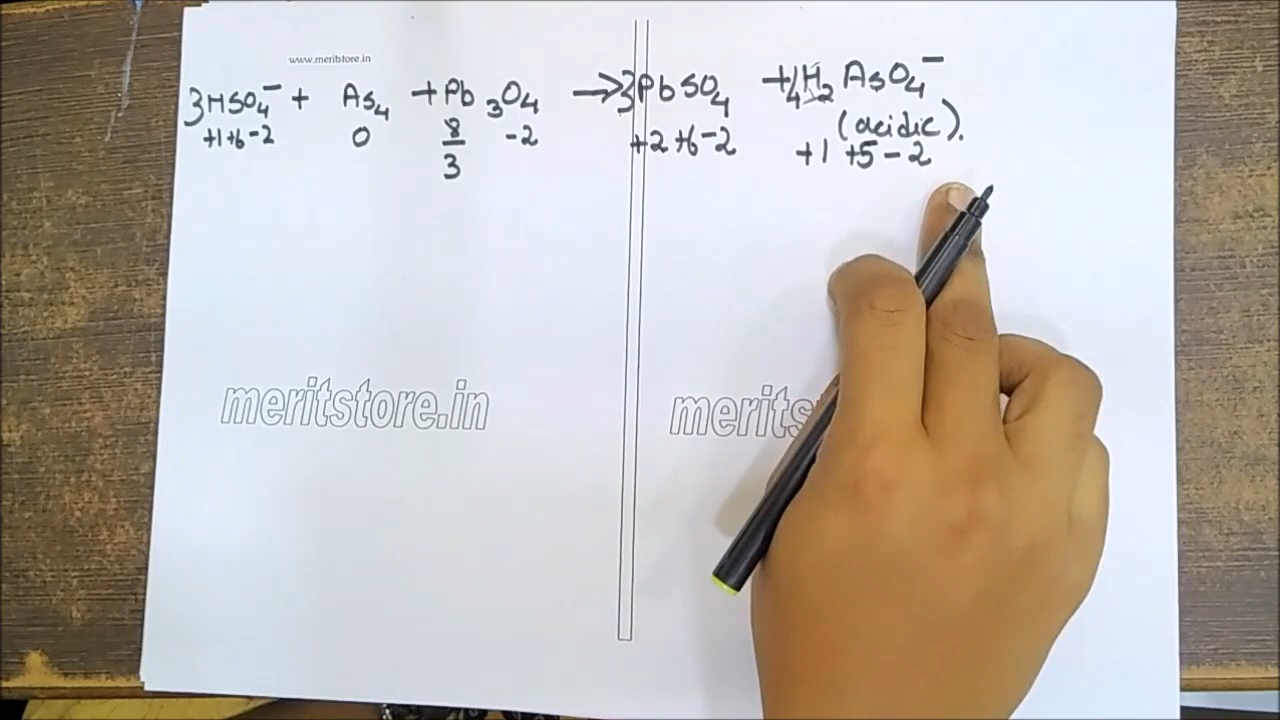 www.meritstore.in
3HSO₄⁻ + As₄ + Pb₃O₄ → 3PbSO₄ + 4H₂AsO₄⁻
(acidic).
+1 +6 -2 0 8/3 -2 +2 +6 -2 +1 +5 -2
meritstore.in merits